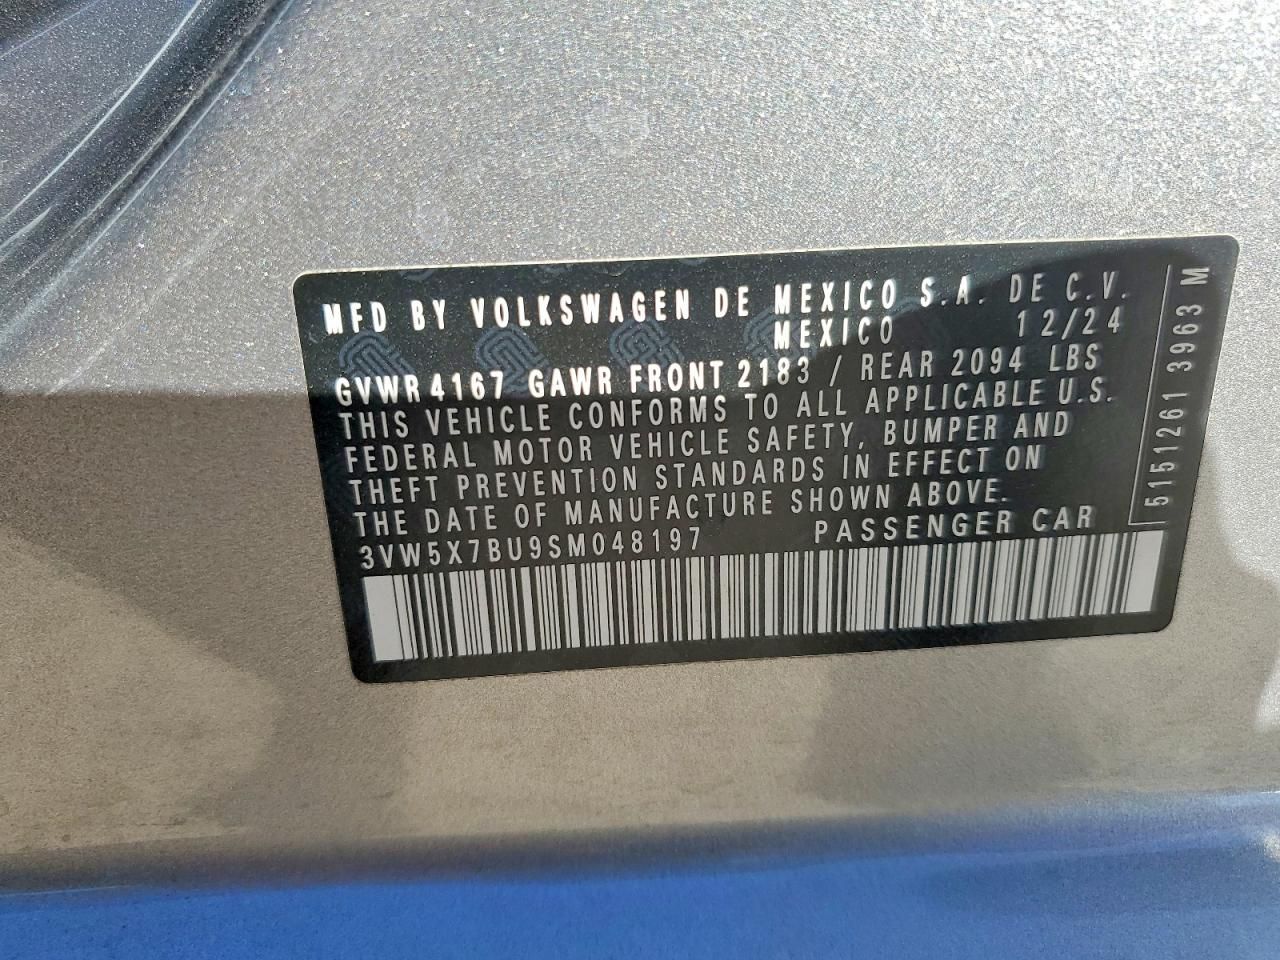 MFD BY VOLKSWAGEN DE MEXICO S.A. DE C.V.
MEXICO 12/24
GVWR 4167 GAWR FRONT 2183 / REAR 2094 LBS
THIS VEHICLE CONFORMS TO ALL APPLICABLE U.S.
FEDERAL MOTOR VEHICLE SAFETY, BUMPER AND
THEFT PREVENTION STANDARDS IN EFFECT ON
THE DATE OF MANUFACTURE SHOWN ABOVE.
3VW5X7BU9SM048197 PASSENGER CAR
5151261 3963 M